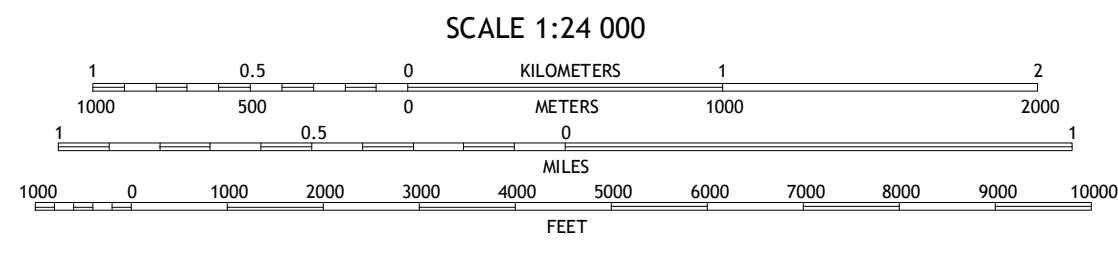 SCALE 1:24 000
1 0.5 0 KILOMETERS 1 2
1000 500 0 METERS 1000 2000
1 0.5 0 1
MILES
1000 0 1000 2000 3000 4000 5000 6000 7000 8000 9000 10000
FEET